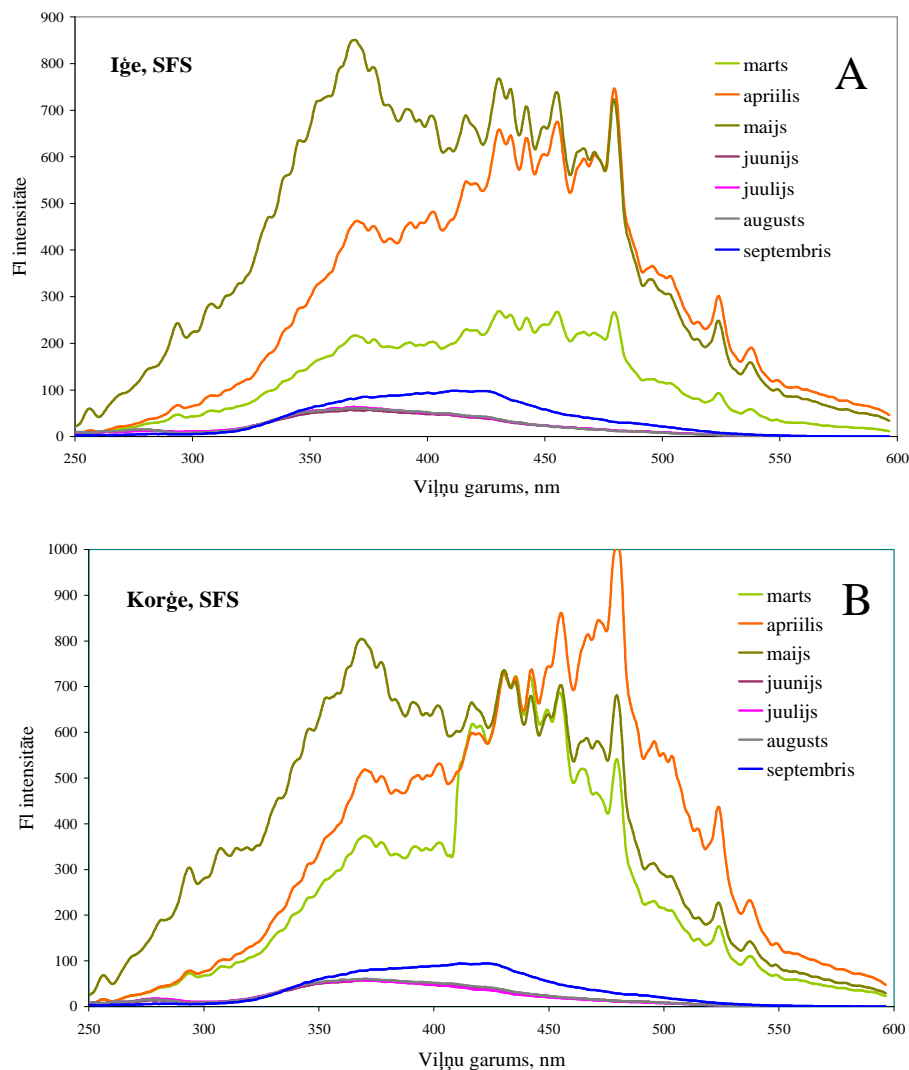 900
800
700
600
500
400
300
200
100
0
250
300
350
400
450
500
550
600
Fl intensitāte
Viļņu garums, nm
Iģe, SFS
A
marts
apriilis
maijs
juunijs
juulijs
augusts
septembris
1000
900
800
700
600
500
400
300
200
100
0
250
300
350
400
450
500
550
600
Fl intensitāte
Viļņu garums, nm
Korģe, SFS
B
marts
apriilis
maijs
juunijs
juulijs
augusts
septembris